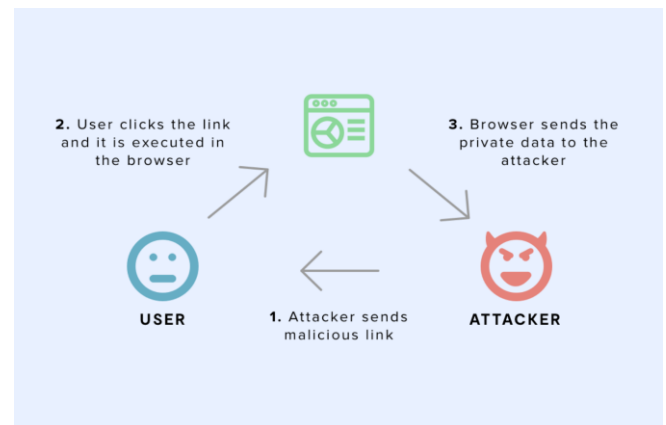 2. User clicks the link
and it is executed in
the browser
3. Browser sends the
private data to the
attacker
USER
1. Attacker sends
malicious link
ATTACKER